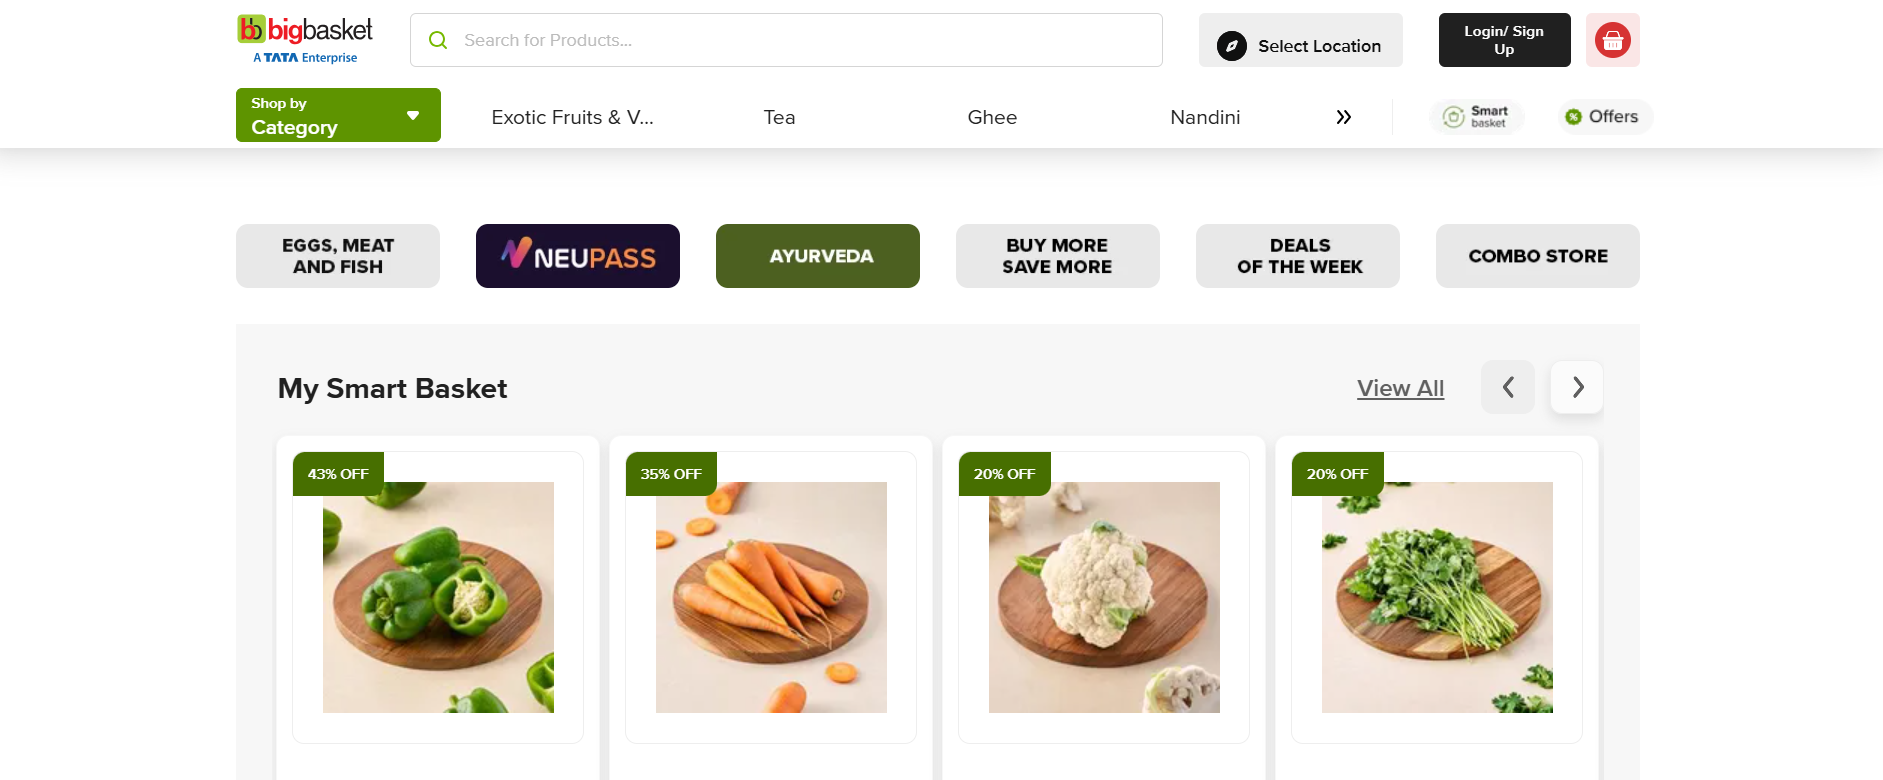 bb bigbasket
A TATA Enterprise
Search for Products...
Select Location
Login/ Sign
Up
Shop by
Category
Exotic Fruits & V...
Tea
Ghee
Nandini
Smart
basket
% Offers
EGGS, MEAT
AND FISH
NEUPASS
AYURVEDA
BUY MORE
SAVE MORE
DEALS
OF THE WEEK
COMBO STORE
My Smart Basket
View All
43% OFF
35% OFF
20% OFF
20% OFF